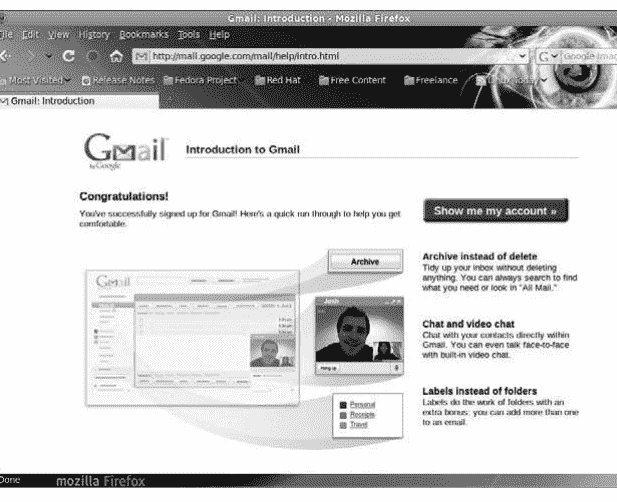 Gmail: Introduction - Mozilla Firefox
File Edit View History Bookmarks Tools Help
http://mail.google.com/mail/help/intro.html
Most Visited Release Notes Fedora Project Red Hat Free Content Freelance
Gmail: Introduction
Gmail
by Google
Introduction to Gmail
Congratulations!
You've successfully signed up for Gmail! Here's a quick run through to help you get
comfortable.
Show me my account »
Archive
Archive instead of delete
Tidy up your inbox without deleting
anything. You can always search to find
what you need or look in "All Mail."
Gmail
Josh
Hang up
Chat and video chat
Chat with your contacts directly within
Gmail. You can even talk face-to-face
with built-in video chat.
Personal
Receipts
Travel
Labels instead of folders
Labels do the work of folders with an
extra bonus: you can add more than one
to an email.
Done mozilla Firefox